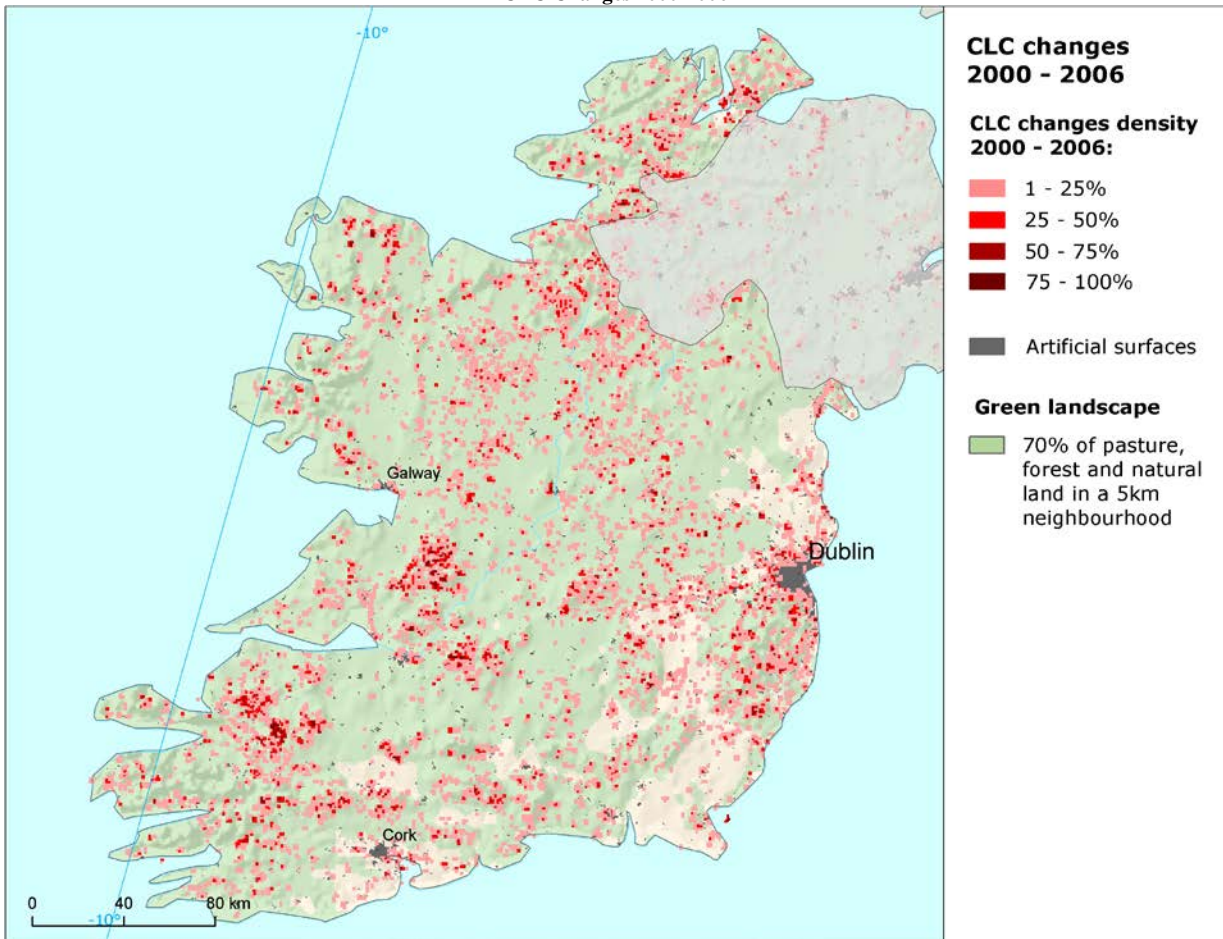 -10°
Galway
Dublin
Cork
0 40 80 km
-10°
CLC changes
2000 - 2006
CLC changes density
2000 - 2006:
1 - 25%
25 - 50%
50 - 75%
75 - 100%
Artificial surfaces
Green landscape
70% of pasture,
forest and natural
land in a 5km
neighbourhood